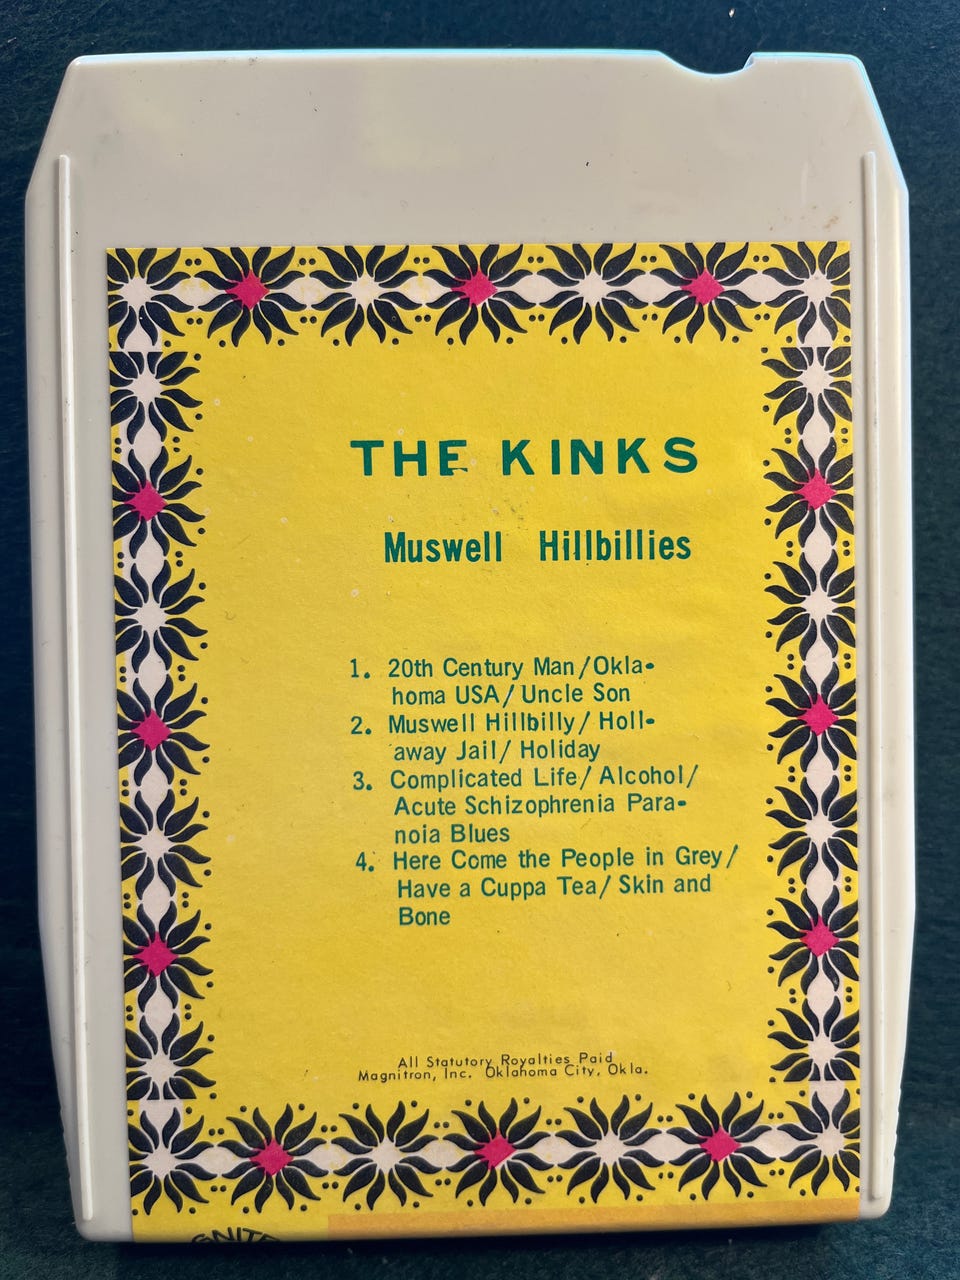 THE KINKS
Muswell Hillbillies
1. 20th Century Man/Okla-
homa USA/Uncle Son
2. Muswell Hillbilly/Holl-
away Jail/Holiday
3. Complicated Life/Alcohol/
Acute Schizophrenia Para-
noia Blues
4. Here Come the People in Grey/
Have a Cuppa Tea/Skin and
Bone
All Statutory Royalties Paid
Magnitron, Inc. Oklahoma City, Okla.